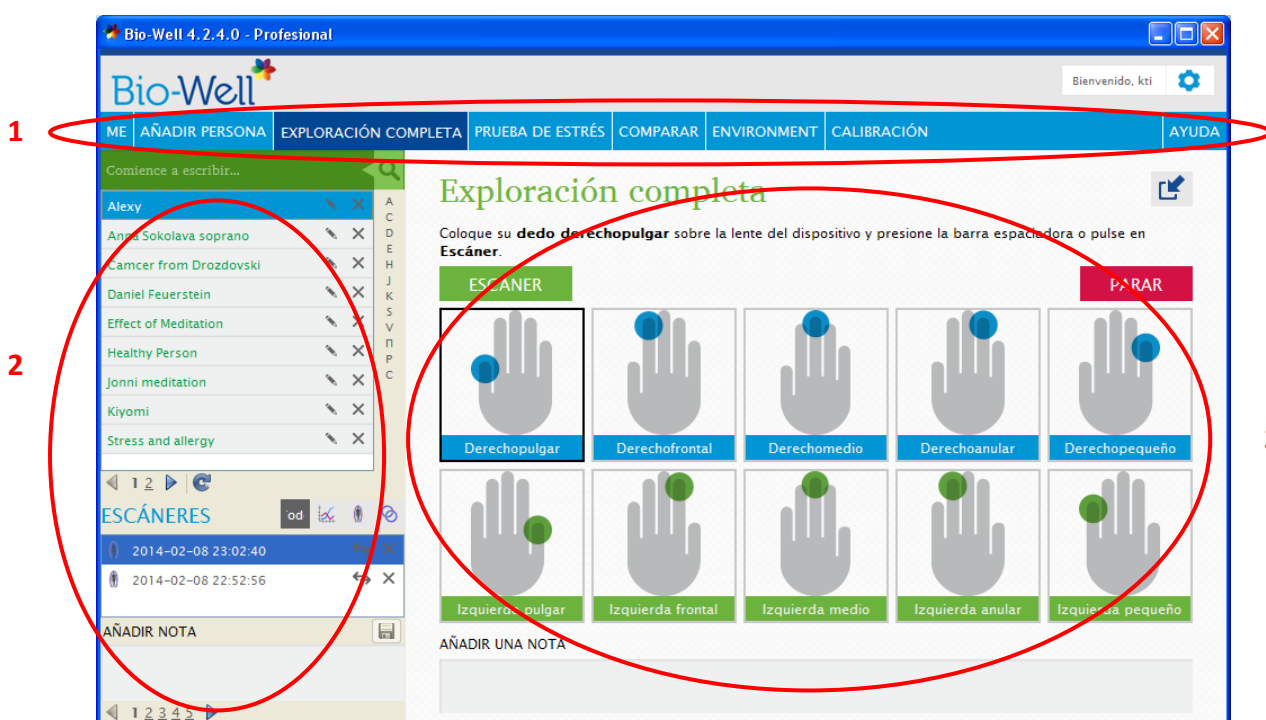 Bio-Well 4.2.4.0 - Profesional
Bio-Well
Bienvenido, kti
1
ME AÑADIR PERSONA EXPLORACIÓN COMPLETA PRUEBA DE ESTRÉS COMPARAR ENVIRONMENT CALIBRACIÓN AYUDA
Comience a escribir...
Alexy
Anna Sokolava soprano
Camcer from Drozdovski
Daniel Feuerstein
Effect of Meditation
Healthy Person
Jonni meditation
Kiyomi
Stress and allergy
A
C
D
E
H
J
K
S
V
П
Р
С
2
1 2
ESCÁNERES
'od
2014-02-08 23:02:40
2014-02-08 22:52:56
AÑADIR NOTA
1 2 3 4 5
Exploración completa
Coloque su dedo derechopulgar sobre la lente del dispositivo y presione la barra espaciadora o pulse en
Escáner.
ESCÁNER PARAR
Derechopulgar Derechofrontal Derechomedio Derechoanular Derechopequeño
Izquierda pulgar Izquierda frontal Izquierda medio Izquierda anular Izquierda pequeño
AÑADIR UNA NOTA